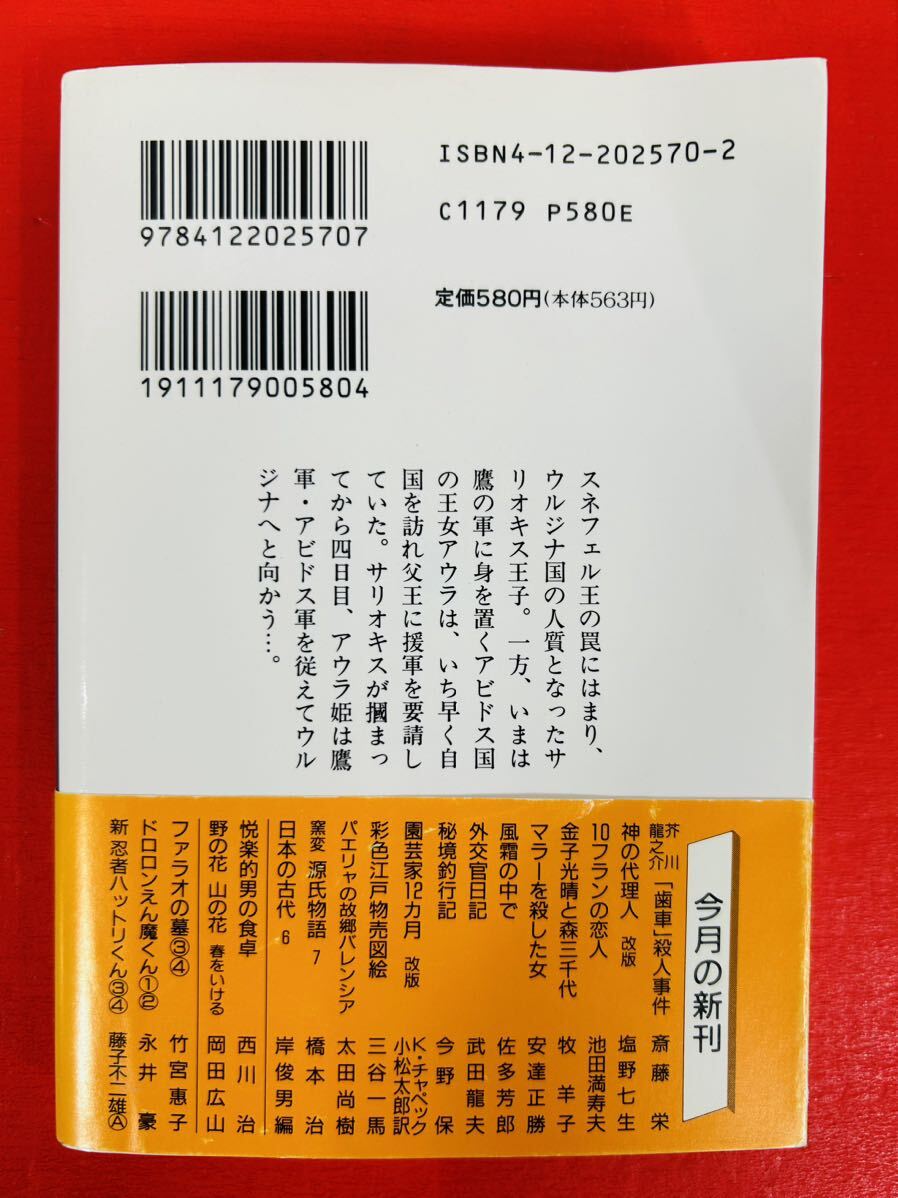 ISBN4-12-202570-2
C1179 P580E
9784122025707
定価580円(本体563円)
1911179005804
スネフェル王の罠にはまり、
ウルジナ国の人質となったサ
リオキス王子。一方、いまは
鷹の軍に身を置くアビドス国
の王女アウラは、いち早く自
国を訪れ父王に援軍を要請し
ていた。サリオキスが摑まっ
てから四日目、アウラ姫は鷹
軍・アビドス軍を従えてウル
ジナへと向かう…。
今月の新刊
芥川龍之介「歯車」殺人事件 斎藤栄
神の代理人 改版 塩野七生
10フランの恋人 池田満寿夫
金子光晴と森三千代 牧羊子
マラーを殺した女 安達正勝
風霜の中で 佐多芳郎
外交官日記 武田龍夫
秘境釣行記 今野保
園芸家12カ月 改版 K・チャペック 小松太郎訳
彩色江戸物売図絵 三谷一馬
パエリャの故郷バレンシア 太田尚樹
窯変 源氏物語 7 橋本治
日本の古代 6 岸俊男編
悦楽的男の食卓 西川治
野の花 山の花 春をいける 岡田広山
ファラオの墓③④ 竹宮惠子
ドロロンえん魔くん①② 永井豪
新 忍者ハットリくん③④ 藤子不二雄Ⓐ